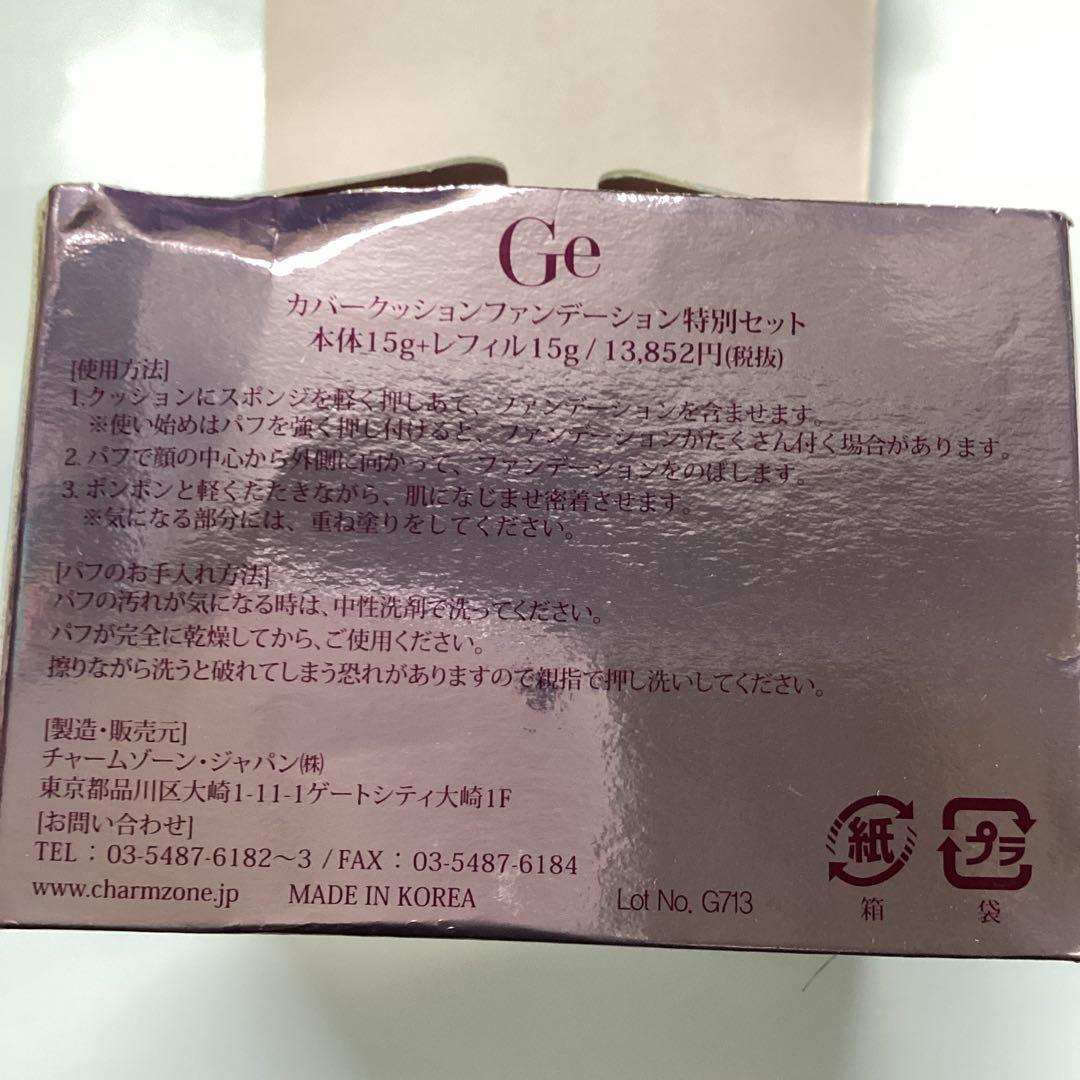 Ge
カバークッションファンデーション特別セット
本体15g+レフィル15g / 13,852円(税抜)
[使用方法]
1.クッションにスポンジを軽く押しあて、ファンデーションを含ませます。
※使い始めはパフを強く押し付けると、ファンデーションがたくさん付く場合があります。
2. パフで顔の中心から外側に向かって、ファンデーションをのばします。
3. ポンポンと軽くたたきながら、肌になじませ密着させます。
※気になる部分には、重ね塗りをしてください。
[パフのお手入れ方法]
パフの汚れが気になる時は、中性洗剤で洗ってください。
パフが完全に乾燥してから、ご使用ください。
擦りながら洗うと破れてしまう恐れがありますので親指で押し洗いしてください。
[製造・販売元]
チャームゾーン・ジャパン㈱
東京都品川区大崎1-11-1ゲートシティ大崎1F
[お問い合わせ]
TEL : 03-5487-6182〜3 / FAX : 03-5487-6184
www.charmzone.jp MADE IN KOREA
Lot No. G713
紙
箱
プラ
袋